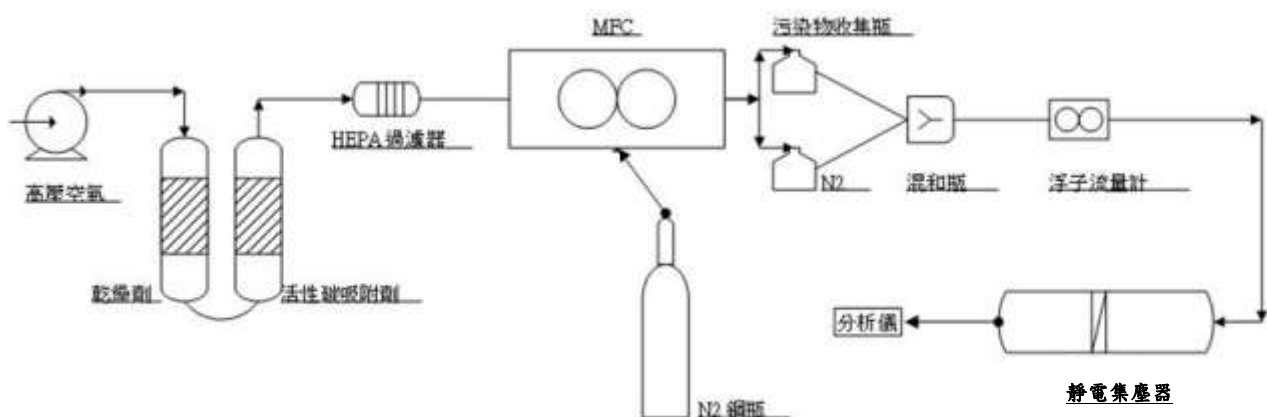 MFC
污染物收集瓶
HEPA 過濾器
高壓空氣
N2
混和瓶
浮子流量計
乾燥劑
活性碳吸附劑
分析儀
靜電集塵器
N2 鋼瓶